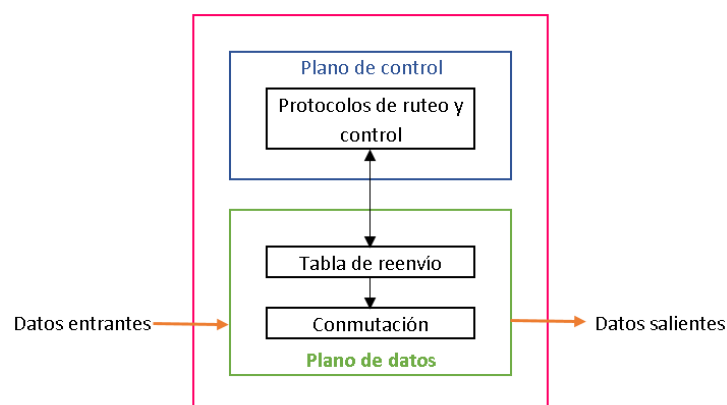 Plano de control
Protocolos de ruteo y
control
Tabla de reenvío
Datos entrantes
Conmutación
Datos salientes
Plano de datos